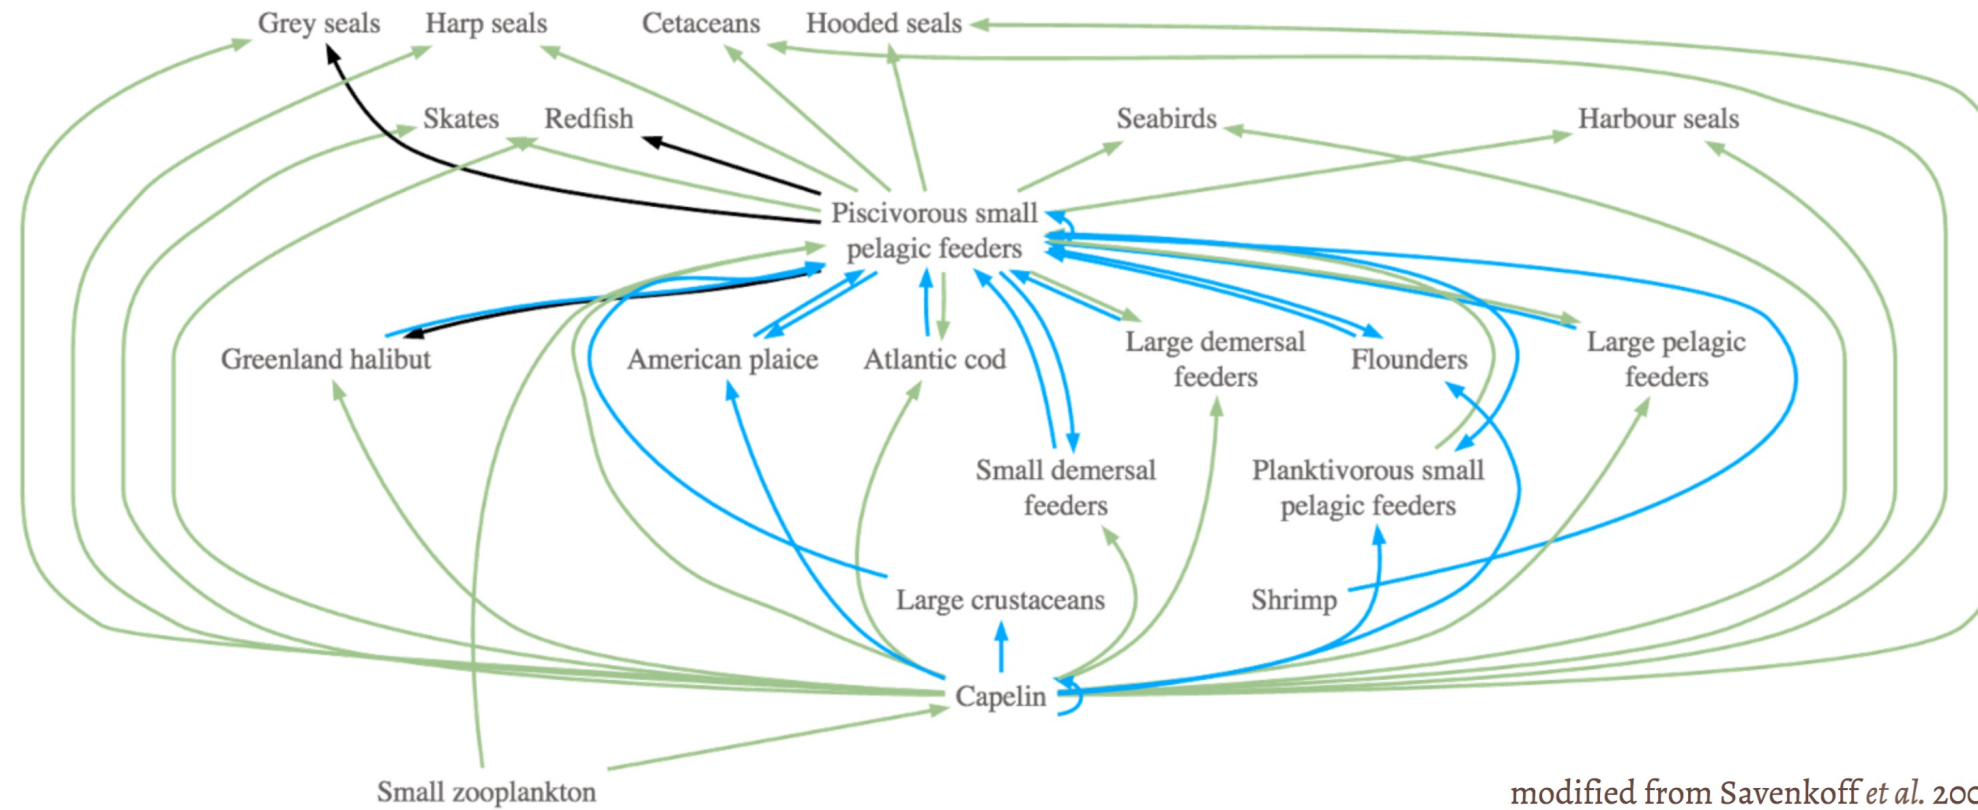 Grey seals
Harp seals
Cetaceans
Hooded seals
Skates
Redfish
Seabirds
Harbour seals
Piscivorous small
pelagic feeders
Greenland halibut
American plaice
Atlantic cod
Large demersal
feeders
Flounders
Large pelagic
feeders
Small demersal
feeders
Planktivorous small
pelagic feeders
Large crustaceans
Shrimp
Capelin
Small zooplankton
modified from Savenkoff et al.